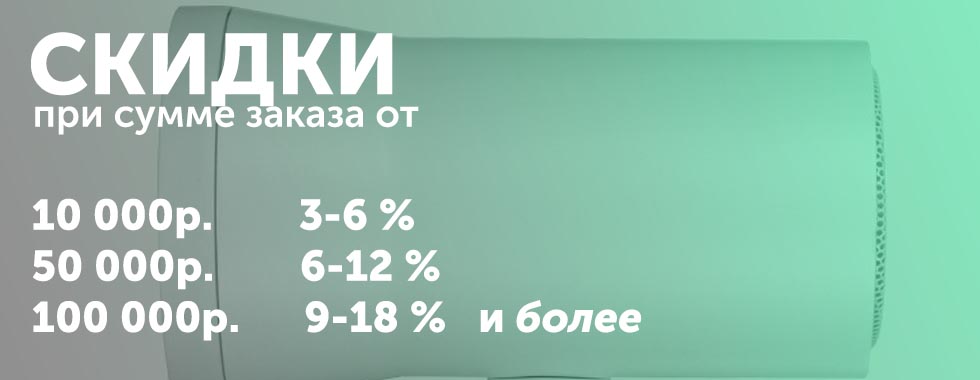 СКИДКИ
при сумме заказа от
10 000р. 3-6 %
50 000р. 6-12 %
100 000р. 9-18 % и более